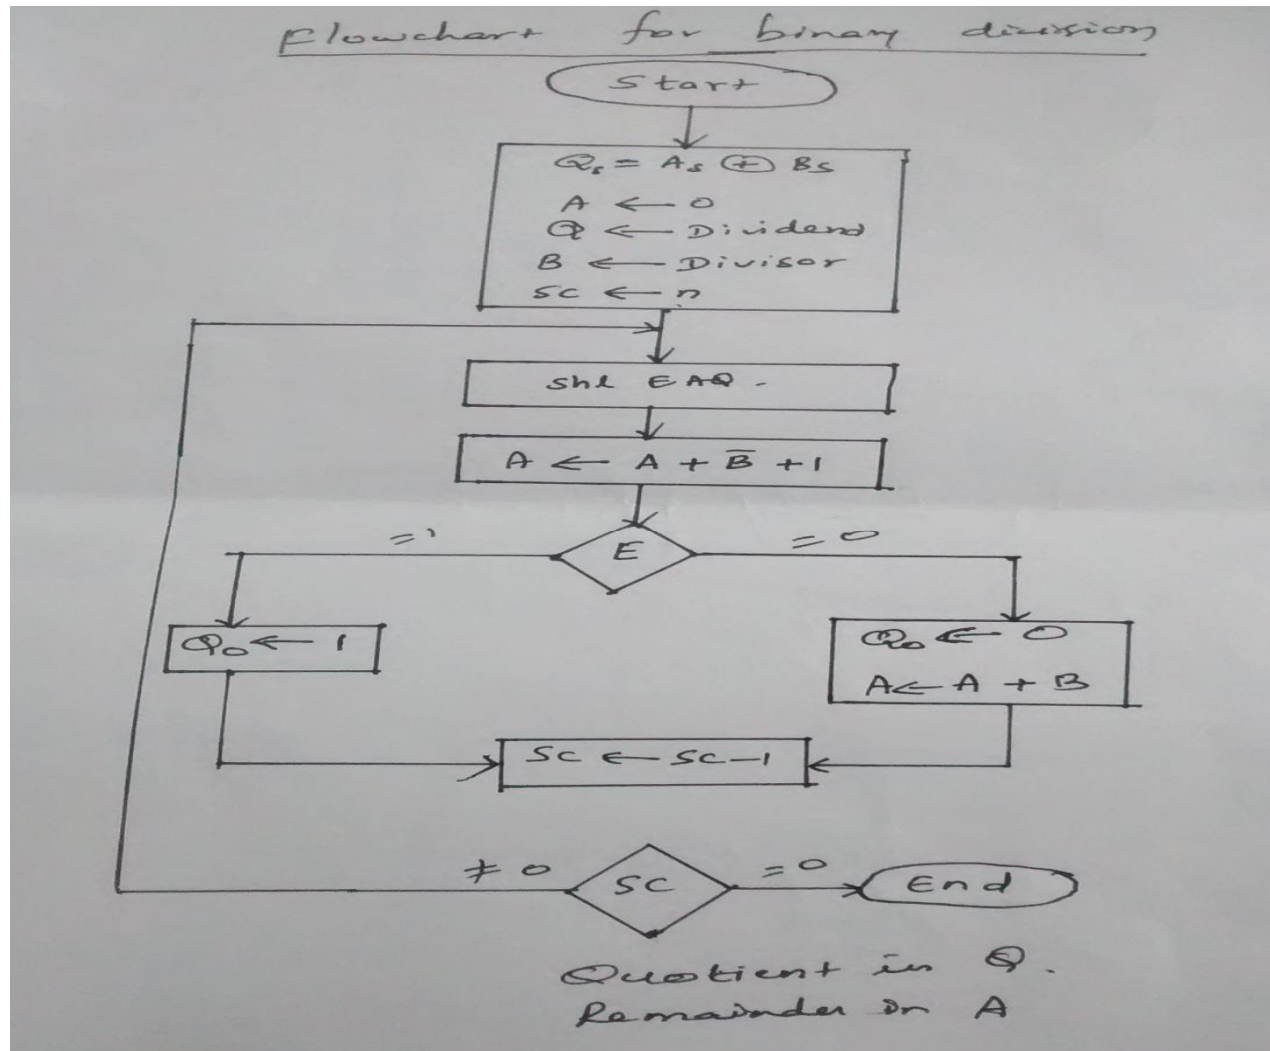 Flowchart for binary division
Start
Qs = As ⊕ Bs
A ← 0
Q ← Dividend
B ← Divisor
SC ← n
Shl EAQ.
A ← A + B̅ + 1
E
=1
=0
Q0 ← 1
Q0 ← 0
A ← A + B
SC ← SC-1
≠ 0
SC
=0
End
Quotient in Q.
Remainder in A